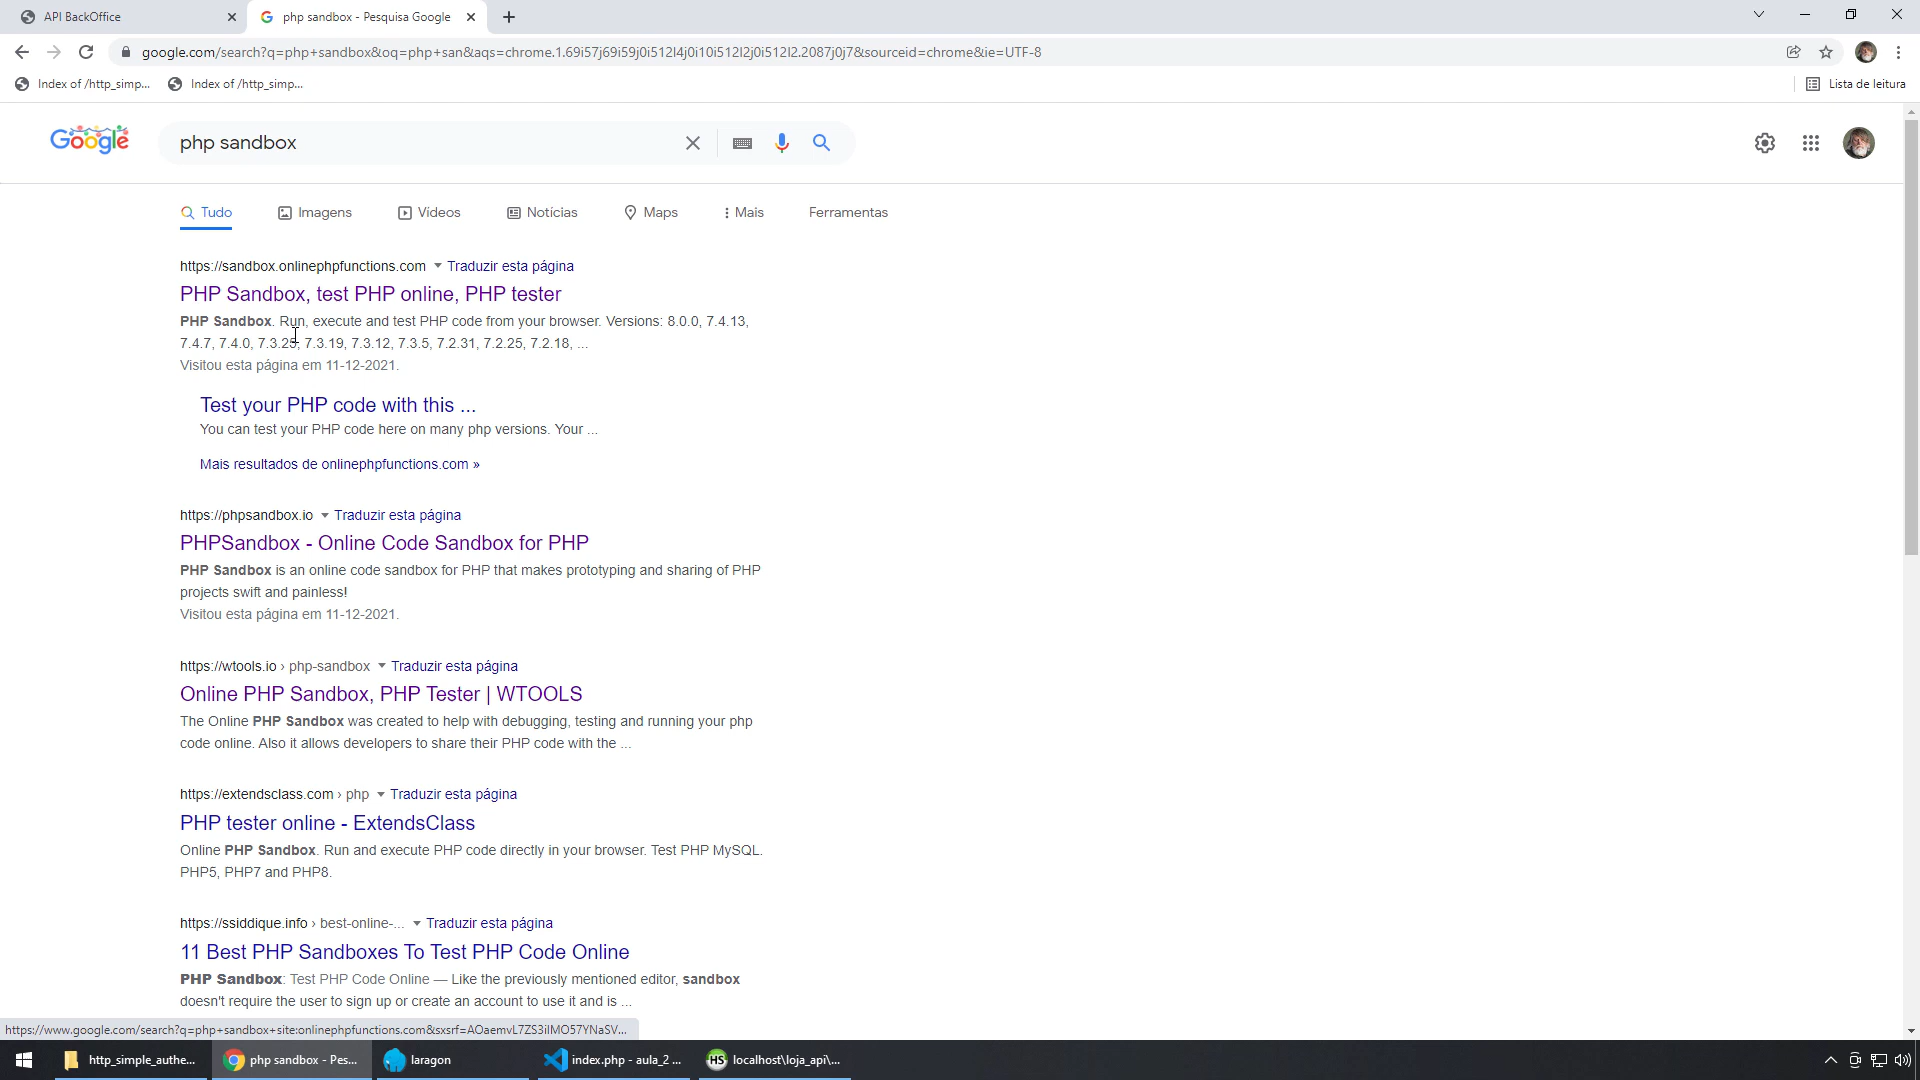 API BackOffice
php sandbox - Pesquisa Google
google.com/search?q=php+sandbox&oq=php+san&aqs=chrome.1.69i57j69i59j0i512l4j0i10i512l2j0i512l2.2087j0j7&sourceid=chrome&ie=UTF-8
Index of /http_simp...
Index of /http_simp...
Lista de leitura
Google
php sandbox
Tudo
Imagens
Vídeos
Notícias
Maps
Mais
Ferramentas
https://sandbox.onlinephpfunctions.com Traduzir esta página
PHP Sandbox, test PHP online, PHP tester
PHP Sandbox. Run, execute and test PHP code from your browser. Versions: 8.0.0, 7.4.13,
7.4.7, 7.4.0, 7.3.25, 7.3.19, 7.3.12, 7.3.5, 7.2.31, 7.2.25, 7.2.18, ...
Visitou esta página em 11-12-2021.
Test your PHP code with this ...
You can test your PHP code here on many php versions. Your ...
Mais resultados de onlinephpfunctions.com »
https://phpsandbox.io Traduzir esta página
PHPSandbox - Online Code Sandbox for PHP
PHP Sandbox is an online code sandbox for PHP that makes prototyping and sharing of PHP
projects swift and painless!
Visitou esta página em 11-12-2021.
https://wtools.io › php-sandbox Traduzir esta página
Online PHP Sandbox, PHP Tester | WTOOLS
The Online PHP Sandbox was created to help with debugging, testing and running your php
code online. Also it allows developers to share their PHP code with the ...
https://extendsclass.com › php Traduzir esta página
PHP tester online - ExtendsClass
Online PHP Sandbox. Run and execute PHP code directly in your browser. Test PHP MySQL.
PHP5, PHP7 and PHP8.
https://ssiddique.info › best-online-... Traduzir esta página
11 Best PHP Sandboxes To Test PHP Code Online
PHP Sandbox: Test PHP Code Online — Like the previously mentioned editor, sandbox
doesn't require the user to sign up or create an account to use it and is ...
https://www.google.com/search?q=php+sandbox+site:onlinephpfunctions.com&sxsrf=AOaemvL7ZS3iIMO57YNaSV...
http_simple_authe...
php sandbox - Pes...
laragon
index.php - aula_2 ...
HS
localhost\loja_api\...